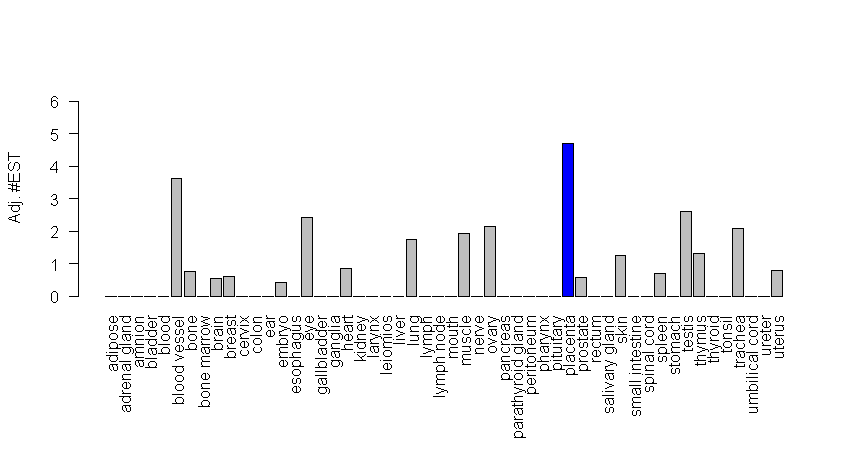 Adj. #EST
6
5
4
3
2
1
0
adipose
adrenal gland
amnion
bladder
blood
blood vessel
bone
bone marrow
brain
breast
cervix
colon
ear
embryo
esophagus
eye
gallbladder
ganglia
heart
kidney
larynx
leiomios
liver
lung
lymph
lymph node
mouth
muscle
nerve
ovary
pancreas
parathyroid gland
peritoneum
pharynx
pituitary
placenta
prostate
rectum
salivary gland
skin
small intestine
spinal cord
spleen
stomach
testis
thymus
thyroid
tonsil
trachea
umbilical cord
ureter
uterus